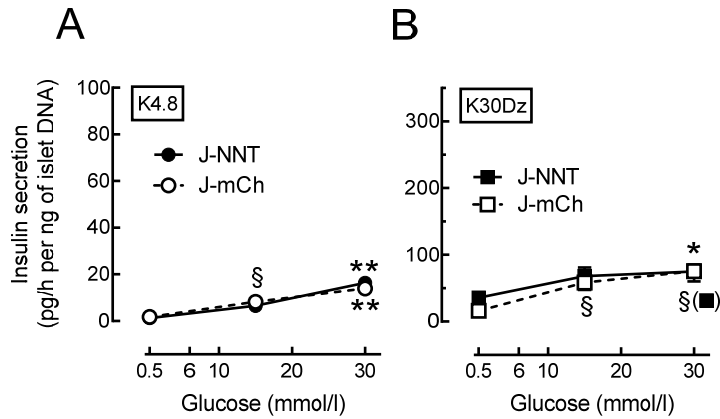 A
B
Insulin secretion
(pg/h per ng of islet DNA)
100
80
60
40
20
0
K4.8
J-NNT
J-mCh
§
**
**
0.5 6 10 20 30
Glucose (mmol/l)
300
200
100
0
K30Dz
J-NNT
J-mCh
*
§
§(■)
0.5 6 10 20 30
Glucose (mmol/l)